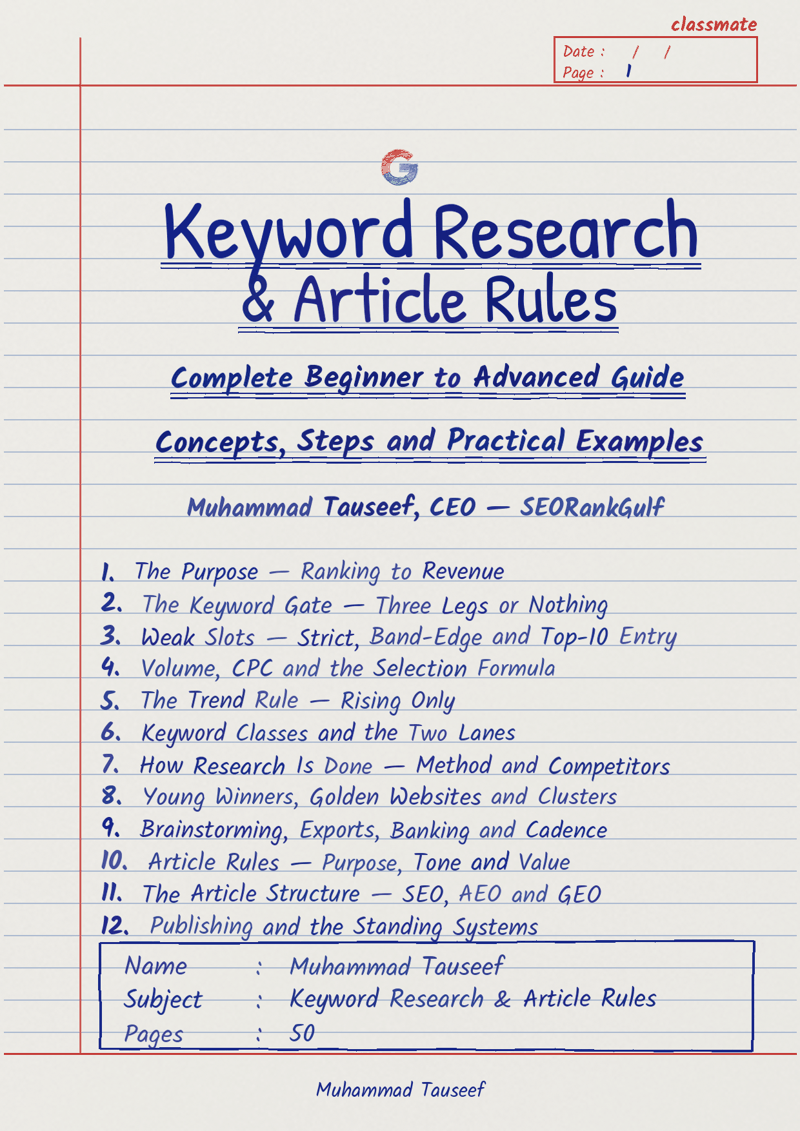 classmate
Date : / /
Page : 1
G
Keyword Research
& Article Rules
Complete Beginner to Advanced Guide
Concepts, Steps and Practical Examples
Muhammad Tauseef, CEO — SEORankGulf
1. The Purpose — Ranking to Revenue
2. The Keyword Gate — Three Legs or Nothing
3. Weak Slots — Strict, Band-Edge and Top-10 Entry
4. Volume, CPC and the Selection Formula
5. The Trend Rule — Rising Only
6. Keyword Classes and the Two Lanes
7. How Research Is Done — Method and Competitors
8. Young Winners, Golden Websites and Clusters
9. Brainstorming, Exports, Banking and Cadence
10. Article Rules — Purpose, Tone and Value
11. The Article Structure — SEO, AEO and GEO
12. Publishing and the Standing Systems
Name : Muhammad Tauseef
Subject : Keyword Research & Article Rules
Pages : 50
Muhammad Tauseef